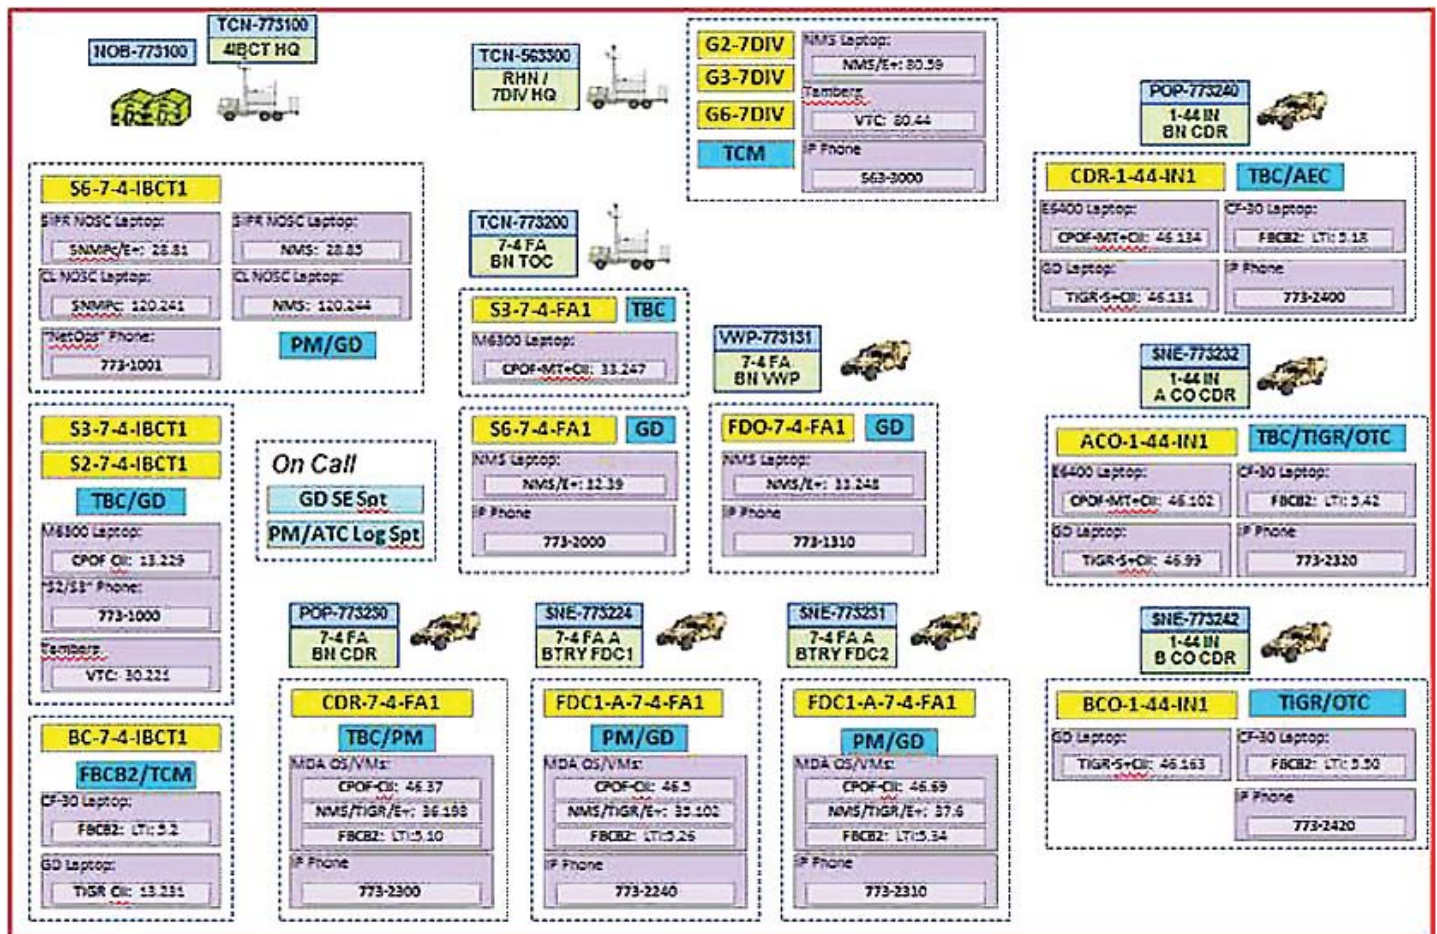 NOB-773100
TCN-773100
4IBCT HQ
S6-7-4-IBCT1
SIPR NOSC Laptop:
SNMPc/E+: 28.81
SIPR NOSC Laptop:
NMS: 28.85
CL NOSC Laptop:
SNMPc: 120.241
CL NOSC Laptop:
NMS: 120.244
"NetOps" Phone:
773-1001
PM/GD
S3-7-4-IBCT1
S2-7-4-IBCT1
TBC/GD
M6300 Laptop:
CPOF CII: 13.229
"S2/S3" Phone:
773-1000
Tamberg
VTC: 30.221
BC-7-4-IBCT1
FBCB2/TCM
CF-30 Laptop:
FBCB2: LTI: 5.2
GD Laptop:
TIGR CII: 13.231
On Call
GD SE Spt
PM/ATC Log Spt
TCN-563300
RHN /
7DIV HQ
G2-7DIV
G3-7DIV
G6-7DIV
TCM
NMS Laptop:
NMS/E+: 80.59
Tamberg
VTC: 80.44
IP Phone
563-3000
TCN-773200
7-4 FA
BN TOC
S3-7-4-FA1
TBC
M6300 Laptop:
CPOF-MT+CII: 33.247
S6-7-4-FA1
GD
NMS Laptop:
NMS/E+: 32.39
IP Phone
773-2000
VWP-773131
7-4 FA
BN VWP
FDO-7-4-FA1
GD
NMS Laptop:
NMS/E+: 33.248
IP Phone
773-1310
POP-773230
7-4 FA
BN CDR
CDR-7-4-FA1
TBC/PM
MDA OS/VMs:
CPOF-CII: 46.37
NMS/TIGR/E+: 36.198
FBCB2: LTI:5.10
IP Phone
773-2300
SNE-773224
7-4 FA A
BTRY FDC1
FDC1-A-7-4-FA1
PM/GD
MDA OS/VMs:
CPOF-CII: 46.5
NMS/TIGR/E+: 35.102
FBCB2: LTI:5.26
IP Phone
773-2240
SNE-773231
7-4 FA A
BTRY FDC2
FDC1-A-7-4-FA1
PM/GD
MDA OS/VMs:
CPOF-CII: 46.69
NMS/TIGR/E+: 37.6
FBCB2: LTI:5.34
IP Phone
773-2310
POP-773240
1-44 IN
BN CDR
CDR-1-44-IN1
TBC/AEC
E6400 Laptop:
CPOF-MT+CII: 46.134
CF-30 Laptop:
FBCB2: LTI: 5.18
GD Laptop:
TIGR-S+CII: 46.131
IP Phone
773-2400
SNE-773232
1-44 IN
A CO CDR
ACO-1-44-IN1
TBC/TIGR/OTC
E6400 Laptop:
CPOF-MT+CII: 46.102
CF-30 Laptop:
FBCB2: LTI: 5.42
GD Laptop:
TIGR-S+CII: 46.99
IP Phone
773-2320
SNE-773242
1-44 IN
B CO CDR
BCO-1-44-IN1
TIGR/OTC
GD Laptop:
TIGR-S+CII: 46.163
CF-30 Laptop:
FBCB2: LTI: 5.50
IP Phone
773-2420